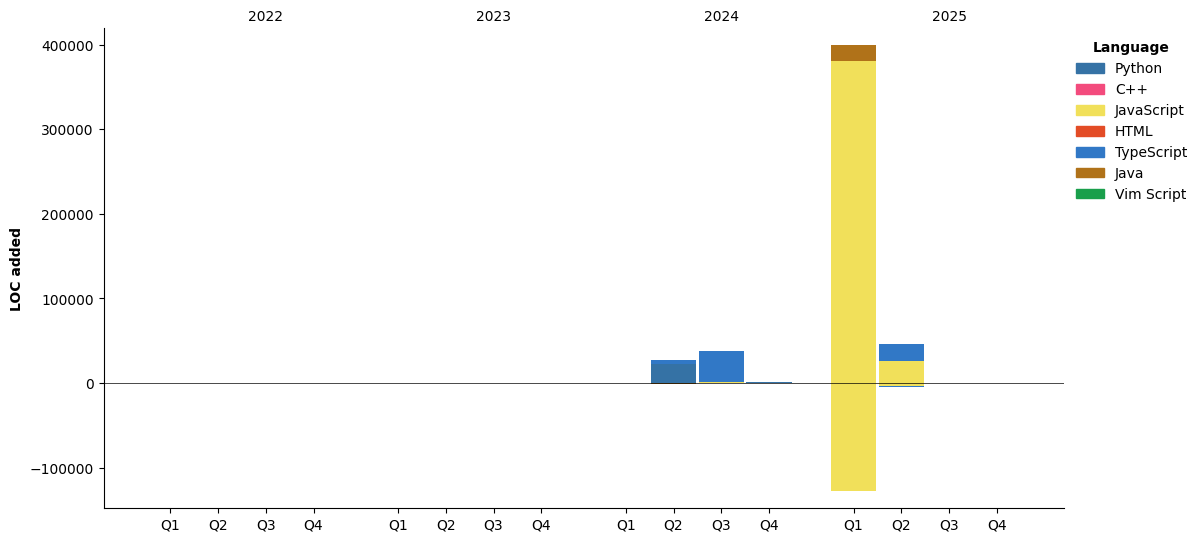 2022 2023 2024 2025
Language
Python
C++
JavaScript
HTML
TypeScript
Java
Vim Script
LOC added
400000
300000
200000
100000
0
−100000
Q1 Q2 Q3 Q4 Q1 Q2 Q3 Q4 Q1 Q2 Q3 Q4 Q1 Q2 Q3 Q4